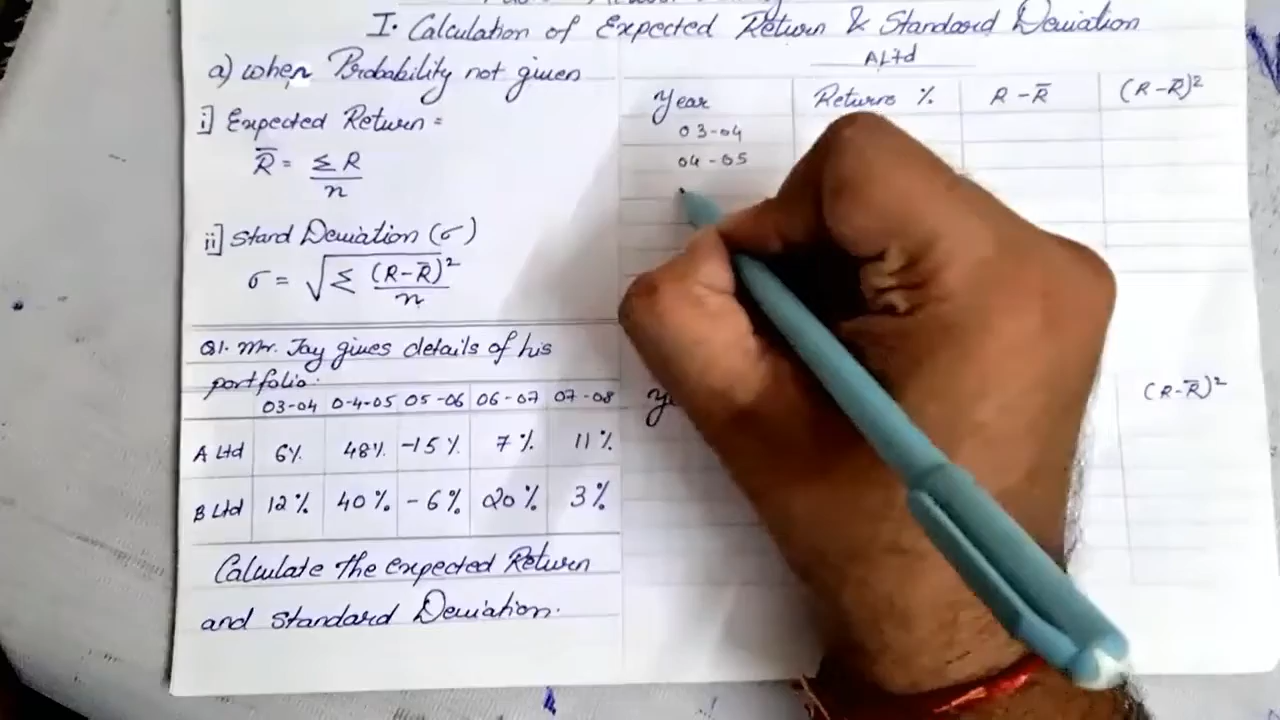 I. Calculation of Expected Return & Standard Deviation
a) when Probability not given
i] Expected Return =
R̅ = ΣR
n
ii] Stard Deviation (σ)
σ = √Σ (R-R̅)²
n
Q1. Mr. Jay gives details of his
portfolio:
03-04 0-4-05 05-06 06-07 07-08
A Ltd 6% 48% -15% 7% 11%
B Ltd 12% 40% -6% 20% 3%
Calculate the expected Return
and Standard Deviation.
A Ltd
Year Returns % R-R̅ (R-R̅)²
03-04
04-05
(R-R̅)²